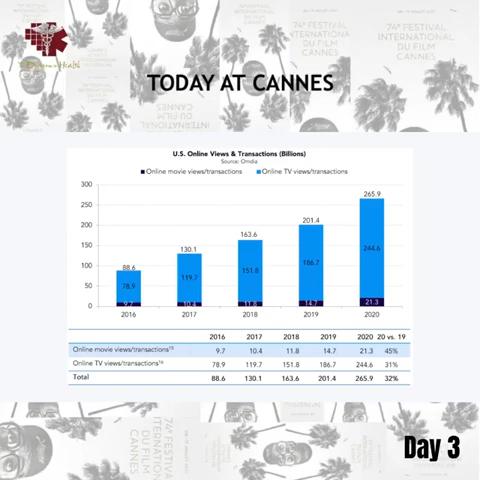 74e FESTIVAL
INTERNATIONAL
DU FILM
CANNES
Health
TODAY AT CANNES
U.S. Online Views & Transactions (Billions)
Source: Omdia
Online movie views/transactions Online TV views/transactions
300
250
200
150
100
50
0
88.6
78.9
9.7
130.1
119.7
10.4
163.6
151.8
11.8
201.4
186.7
14.7
265.9
244.6
21.3
2016 2017 2018 2019 2020
2016 2017 2018 2019 2020 20 vs. 19
Online movie views/transactions¹⁵ 9.7 10.4 11.8 14.7 21.3 45%
Online TV views/transactions¹⁶ 78.9 119.7 151.8 186.7 244.6 31%
Total 88.6 130.1 163.6 201.4 265.9 32%
Day 3